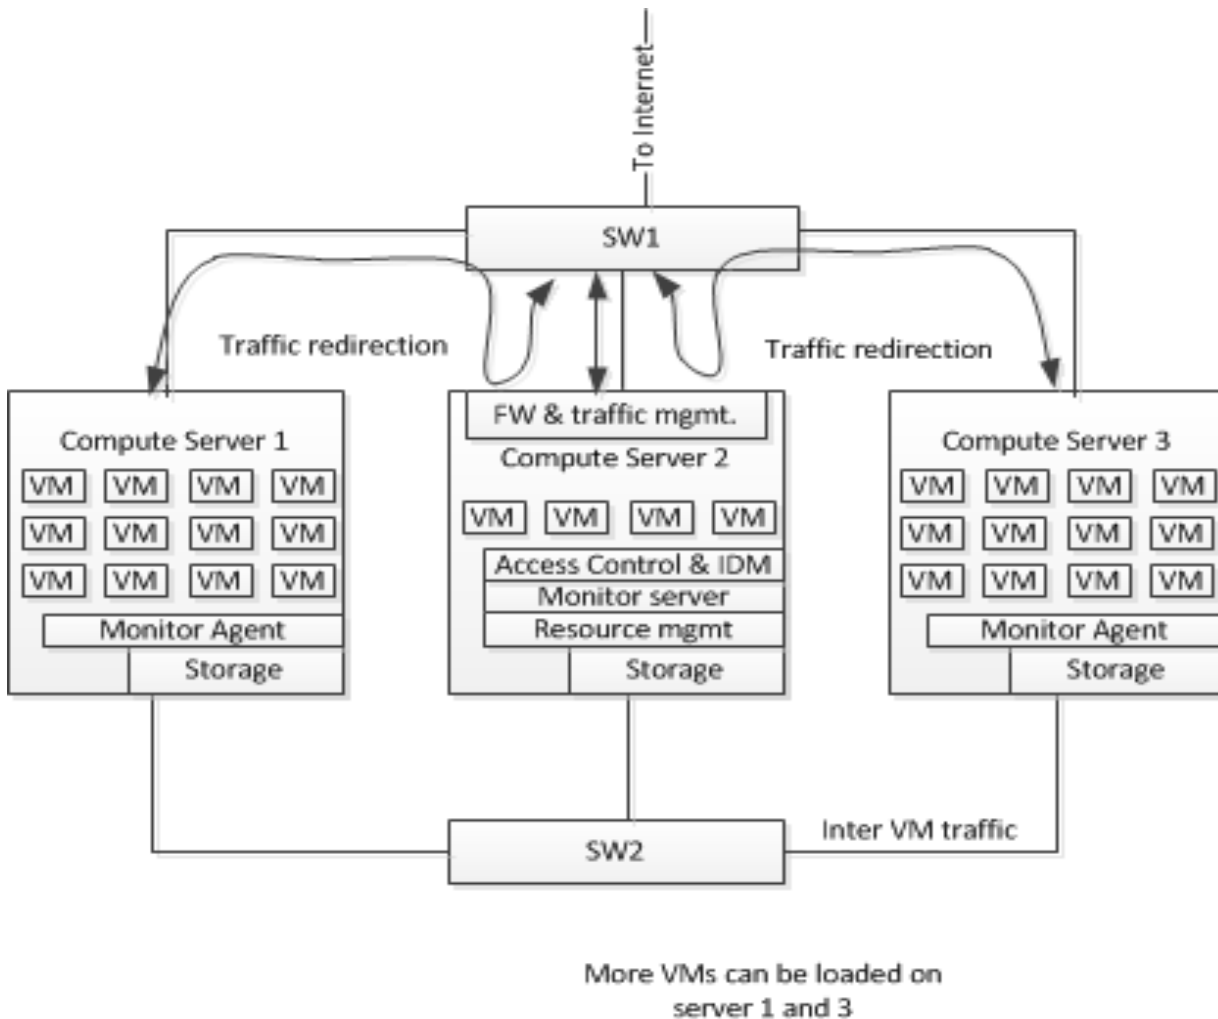 To Internet
SW1
Traffic redirection
Traffic redirection
Compute Server 1
VM VM VM VM
VM VM VM VM
VM VM VM VM
Monitor Agent
Storage
FW & traffic mgmt.
Compute Server 2
VM VM VM VM
Access Control & IDM
Monitor server
Resource mgmt
Storage
Compute Server 3
VM VM VM VM
VM VM VM VM
VM VM VM VM
Monitor Agent
Storage
Inter VM traffic
SW2
More VMs can be loaded on
server 1 and 3